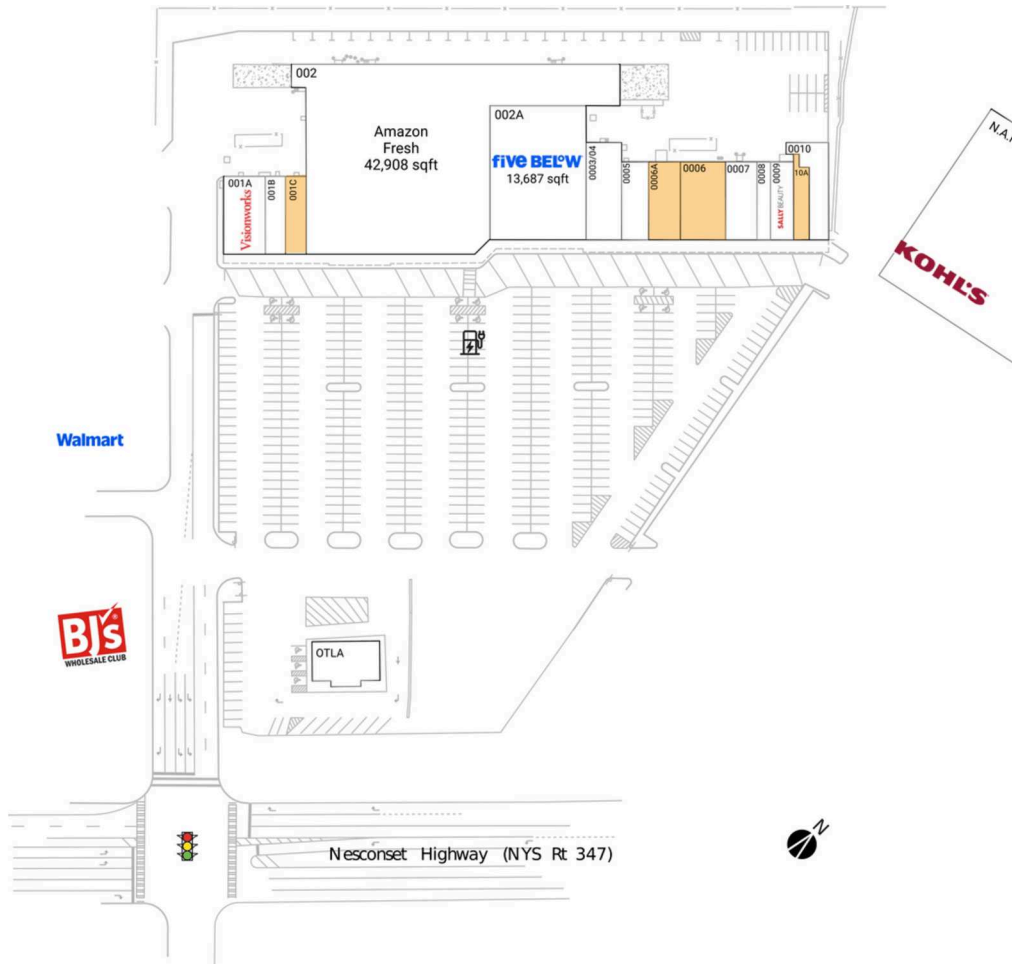 002
Amazon
Fresh
42,908 sqft
002A
five BELOW
13,687 sqft
0003/04
0005
0006A
0006
0007
0008
0009
SALLY BEAUTY
0010
10A
001A
Visionworks
001B
001C
KOHL'S
Walmart
BJ's
WHOLESALE CLUB
OTLA
Nesconset Highway (NYS Rt 347)
N